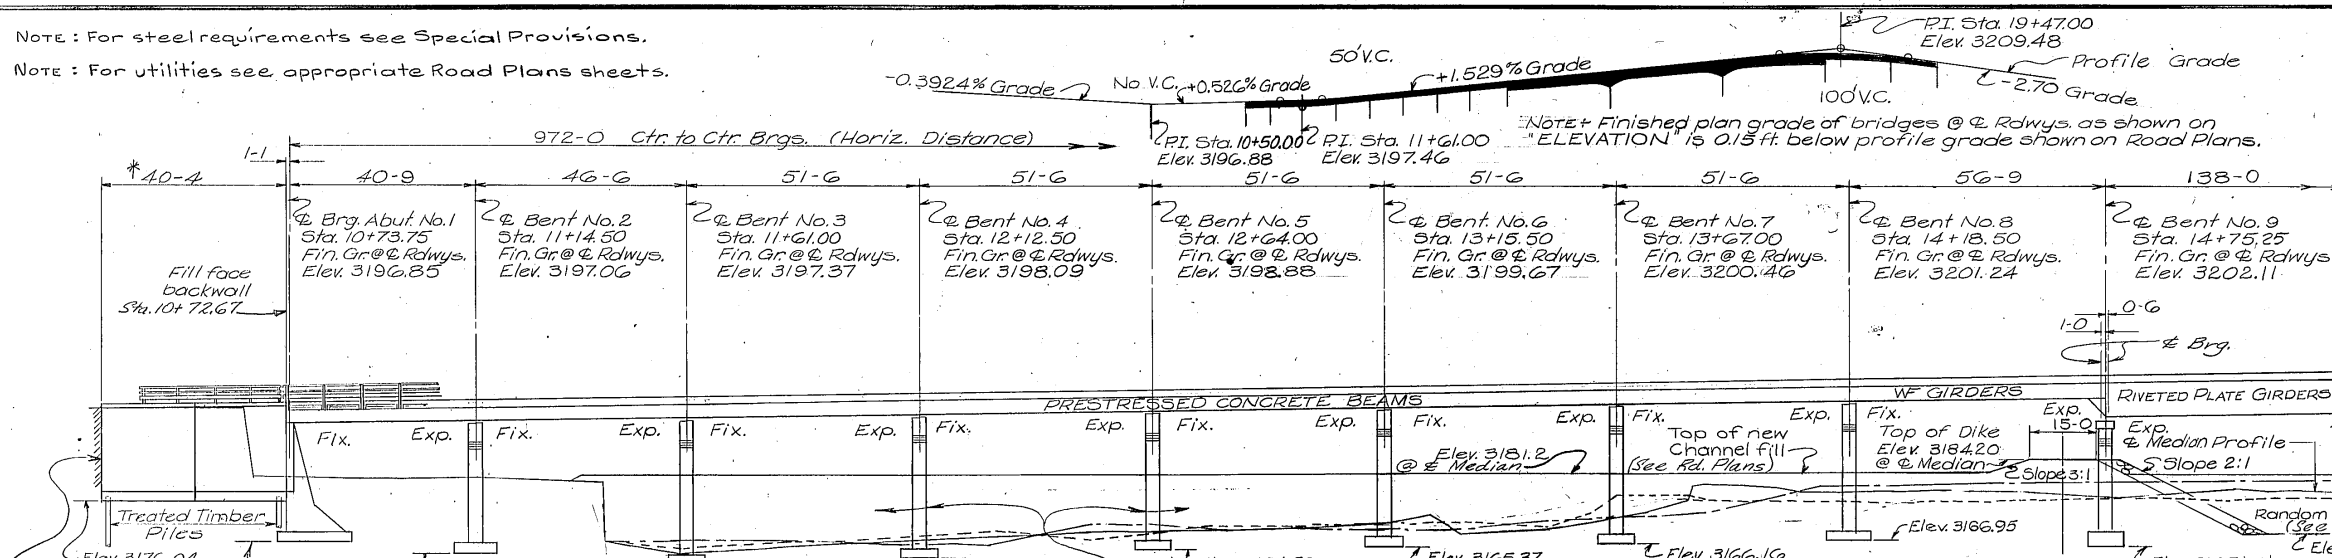 NOTE : For steel requirements see Special Provisions.
NOTE : For utilities see appropriate Road Plans sheets.
P.I. Sta. 19+47.00
Elev. 3209.48
50' V.C.
Profile Grade
-0.3924% Grade
No V.C.
+0.526% Grade
+1.529% Grade
-2.70 Grade
100' V.C.
972-0 Ctr. to Ctr. Brgs. (Horiz. Distance)
P.I. Sta. 10+50.00
Elev. 3196.88
P.I. Sta. 11+61.00
Elev. 3197.46
NOTE: Finished plan grade of bridges @ ℄ Rdwys. as shown on
"ELEVATION" is 0.15 ft. below profile grade shown on Road Plans.
1-1
*40-4
40-9
46-6
51-6
51-6
51-6
51-6
51-6
56-9
138-0
℄ Brg. Abut. No.1
Sta. 10+73.75
Fin. Gr. @ ℄ Rdwys.
Elev. 3196.85
℄ Bent No.2
Sta. 11+14.50
Fin. Gr. @ ℄ Rdwys.
Elev. 3197.06
℄ Bent No.3
Sta. 11+61.00
Fin. Gr. @ ℄ Rdwys.
Elev. 3197.37
℄ Bent No.4
Sta. 12+12.50
Fin. Gr. @ ℄ Rdwys.
Elev. 3198.09
℄ Bent No.5
Sta. 12+64.00
Fin. Gr. @ ℄ Rdwys.
Elev. 3198.88
℄ Bent No.6
Sta. 13+15.50
Fin. Gr. @ ℄ Rdwys.
Elev. 3199.67
℄ Bent No.7
Sta. 13+67.00
Fin. Gr. @ ℄ Rdwys.
Elev. 3200.46
℄ Bent No.8
Sta. 14+18.50
Fin. Gr. @ ℄ Rdwys.
Elev. 3201.24
℄ Bent No.9
Sta. 14+75.25
Fin. Gr. @ ℄ Rdwys
Elev. 3202.11
Fill face
backwall
Sta. 10+72.67
0-6
1-0
℄ Brg.
PRESTRESSED CONCRETE BEAMS
WF GIRDERS
RIVETED PLATE GIRDERS
Fix.
Exp.
Fix.
Exp.
Fix.
Exp.
Fix.
Exp.
Fix.
Exp.
Fix.
Exp.
Fix.
Exp.
Fix.
Exp.
15-0
Exp.
Elev. 3181.2
@ ℄ Median
Top of new
Channel fill
(See Rd. Plans)
Top of Dike
Elev. 3184.20
@ ℄ Median
℄ Median Profile
Slope 3:1
Slope 2:1
Treated Timber
Piles
Elev. 3166.95
Random
(See
Elev. 3176.04
Elev. 3165.37
Elev. 3166.16